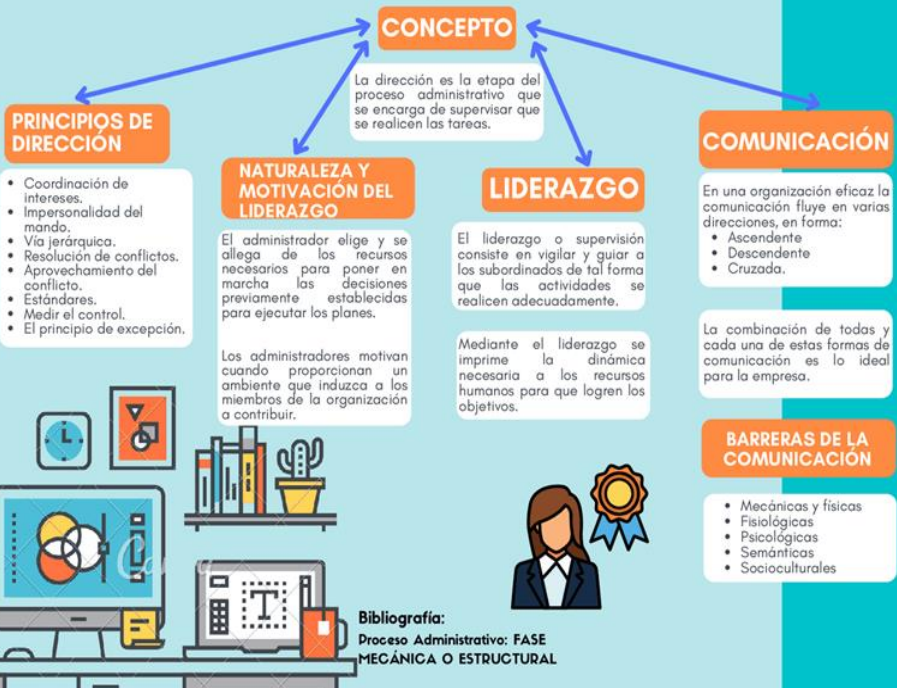 CONCEPTO
La dirección es la etapa del
proceso administrativo que
se encarga de supervisar que
se realicen las tareas.
PRINCIPIOS DE
DIRECCIÓN
• Coordinación de
intereses.
• Impersonalidad del
mando.
• Vía jerárquica.
• Resolución de conflictos.
• Aprovechamiento del
conflicto.
• Estándares.
• Medir el control.
• El principio de excepción.
NATURALEZA Y
MOTIVACIÓN DEL
LIDERAZGO
El administrador elige y se
allega de los recursos
necesarios para poner en
marcha las decisiones
previamente establecidas
para ejecutar los planes.
Los administradores motivan
cuando proporcionan un
ambiente que induzca a los
miembros de la organización
a contribuir.
LIDERAZGO
El liderazgo o supervisión
consiste en vigilar y guiar a
los subordinados de tal forma
que las actividades se
realicen adecuadamente.
Mediante el liderazgo se
imprime la dinámica
necesaria a los recursos
humanos para que logren los
objetivos.
COMUNICACIÓN
En una organización eficaz la
comunicación fluye en varias
direcciones, en forma:
• Ascendente
• Descendente
• Cruzada.
La combinación de todas y
cada una de estas formas de
comunicación es lo ideal
para la empresa.
BARRERAS DE LA
COMUNICACIÓN
• Mecánicas y físicas
• Fisiológicas
• Psicológicas
• Semánticas
• Socioculturales
Canva
T
Bibliografía:
Proceso Administrativo: FASE
MECÁNICA O ESTRUCTURAL